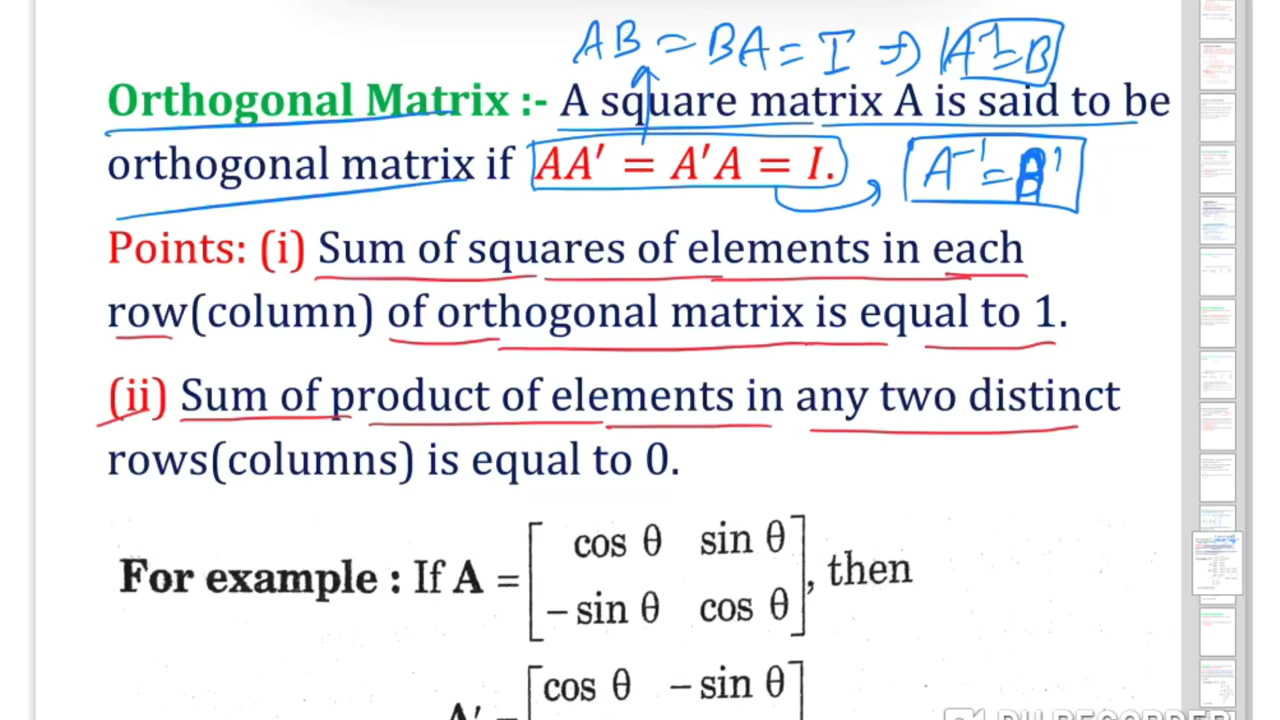 AB = BA = I ⇒ A⁻¹=B
Orthogonal Matrix :- A square matrix A is said to be
orthogonal matrix if AA′ = A′A = I.
A⁻¹ =
Points: (i) Sum of squares of elements in each
row(column) of orthogonal matrix is equal to 1.
(ii) Sum of product of elements in any two distinct
rows(columns) is equal to 0.
For example : If A = [cos θ sin θ
– sin θ cos θ], then
[cos θ – sin θ
A′ =
DU RECORDER